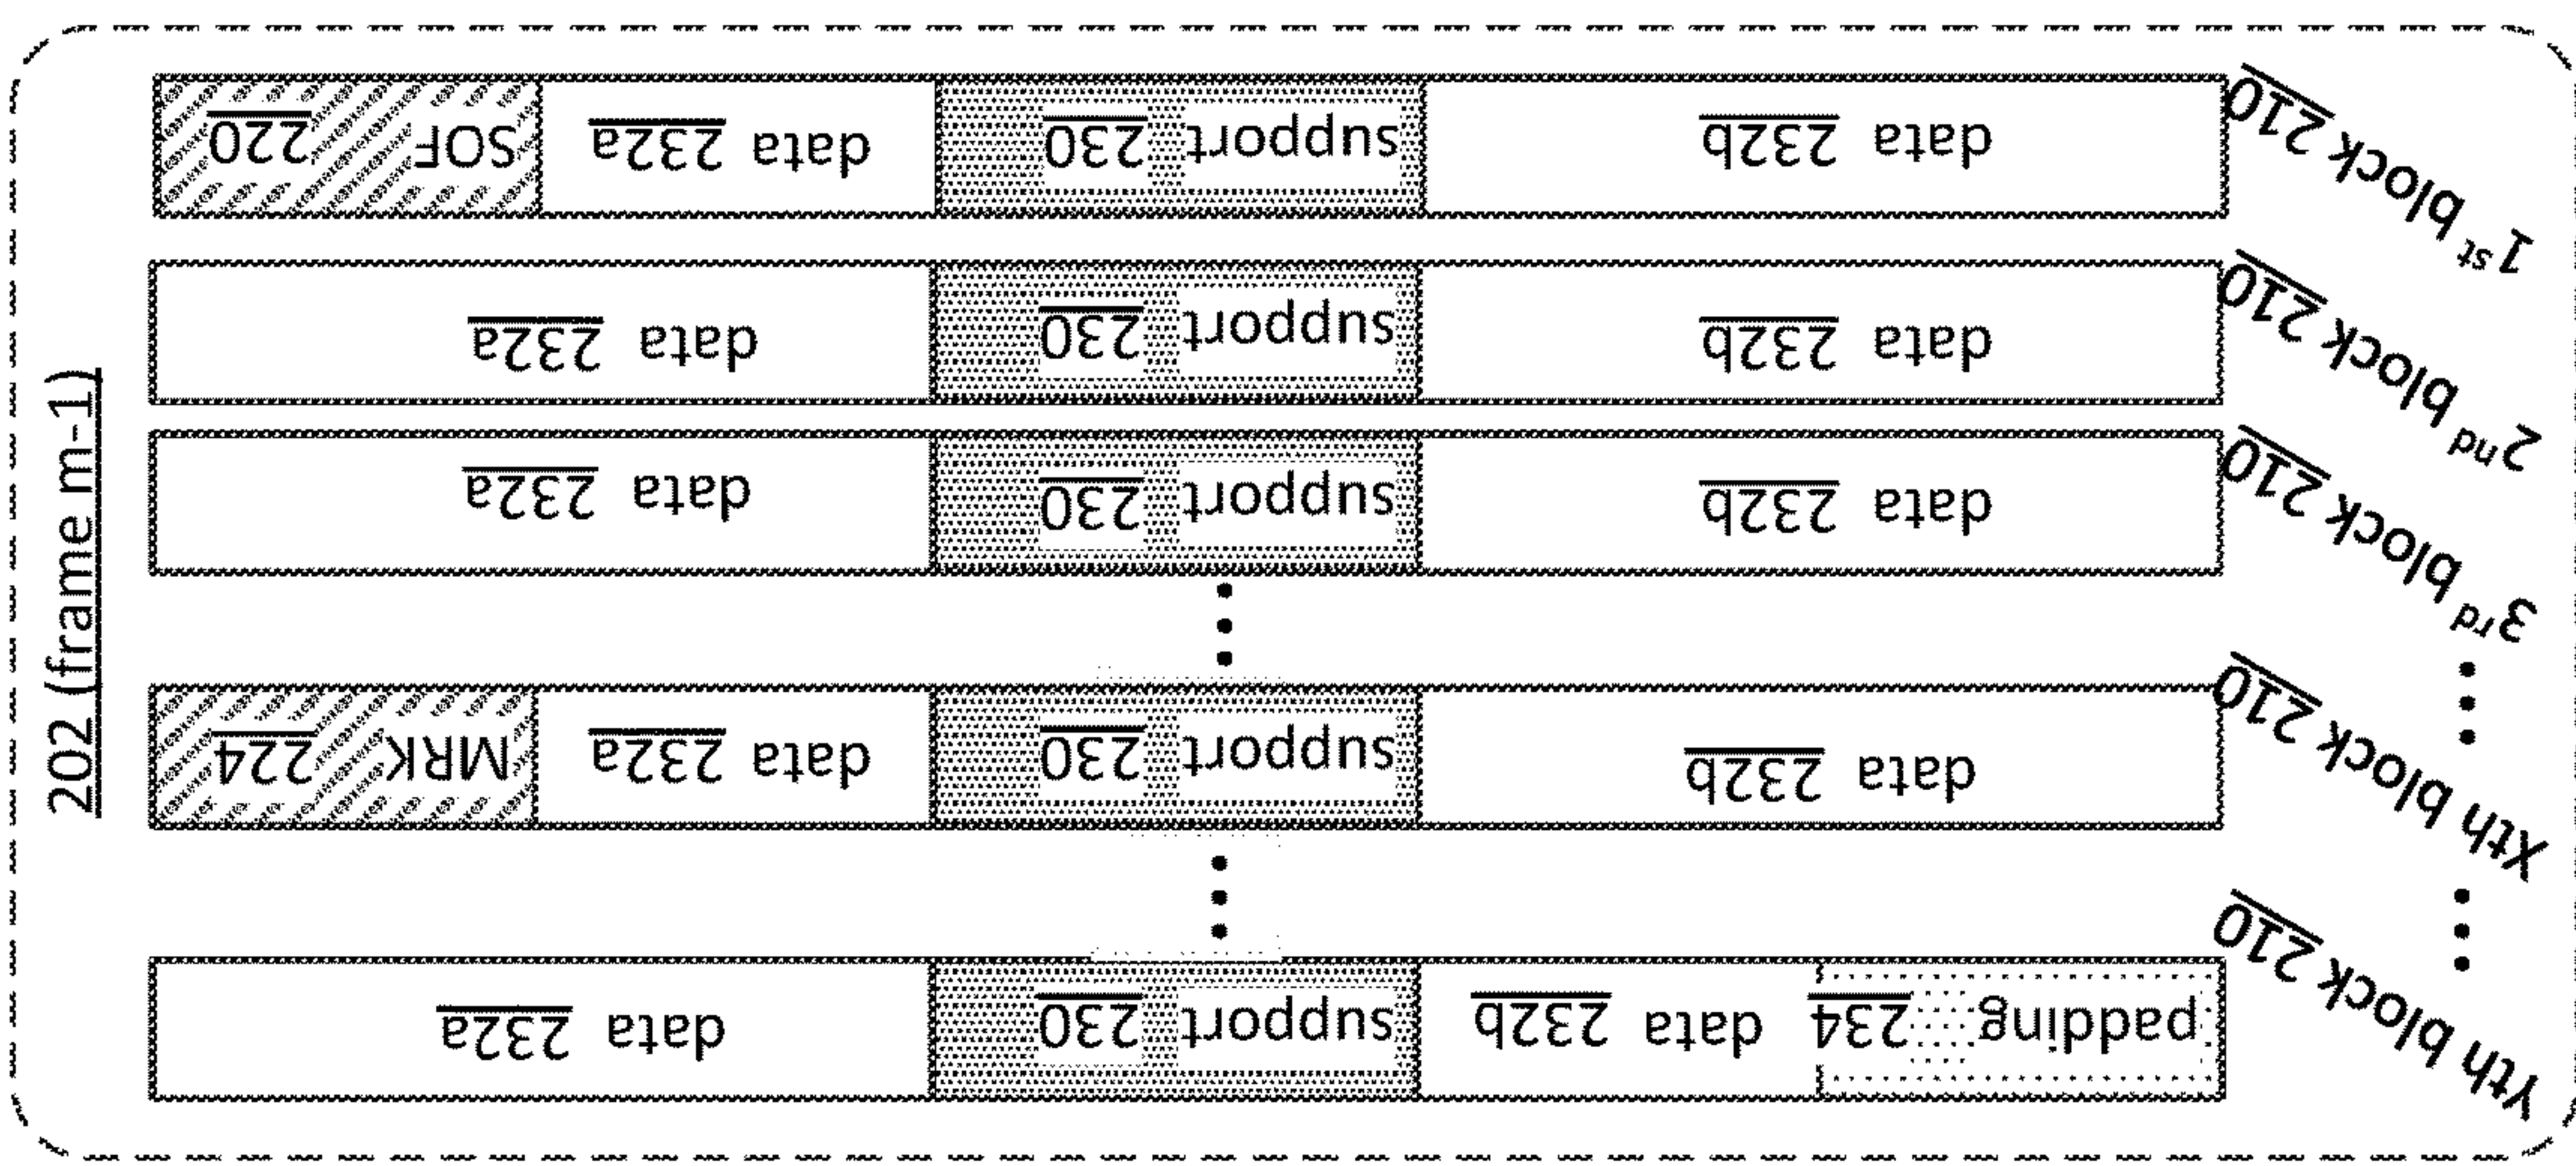 Yth block 210
padding 234 data 232b support 230 data 232a
Xth block 210
data 232b support 230 data 232a MRK 224
3rd block 210
data 232b support 230 data 232a
2nd block 210
data 232b support 230 data 232a
1st block 210
data 232b support 230 data 232a SOF 220
202 (frame m-1)